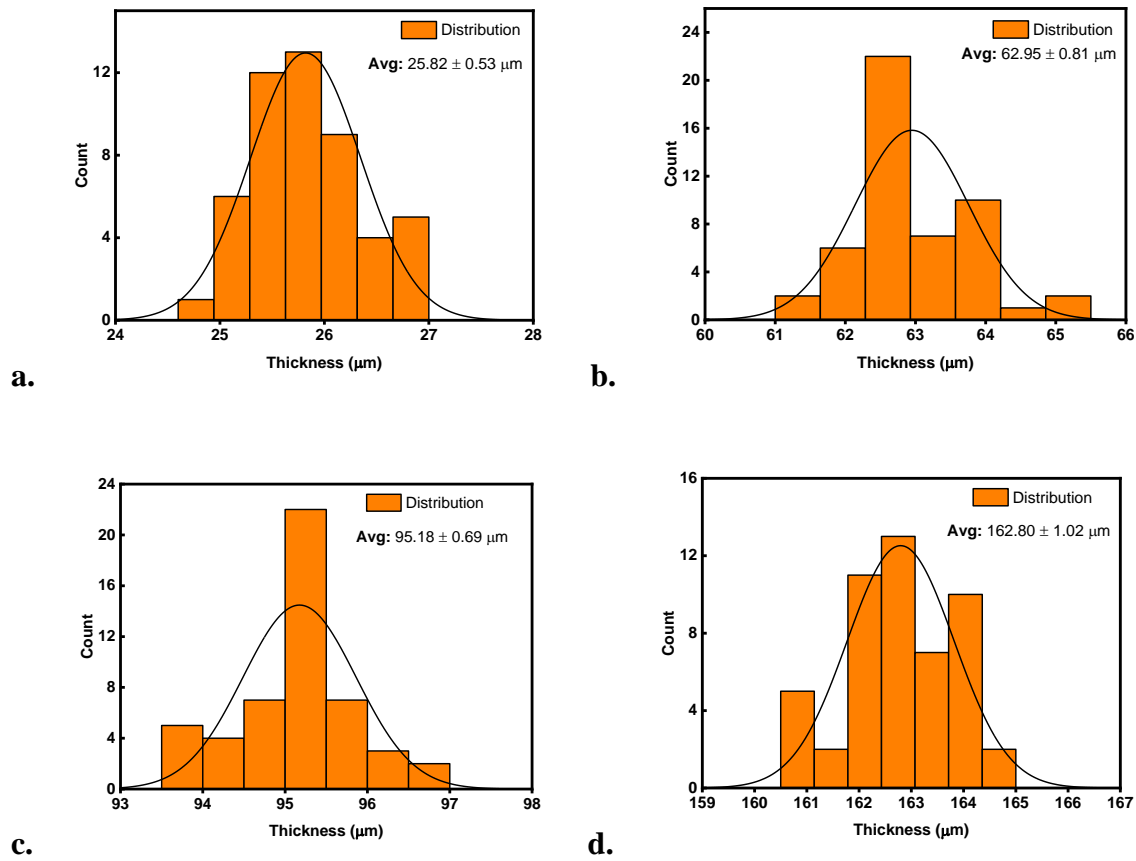 Distribution
Avg: 25.82 ± 0.53 μm
12
8
4
0
24 25 26 27 28
Count
Thickness (μm)
a.
Distribution
Avg: 62.95 ± 0.81 μm
24
20
16
12
8
4
0
60 61 62 63 64 65 66
Count
Thickness (μm)
b.
Distribution
Avg: 95.18 ± 0.69 μm
24
20
16
12
8
4
0
93 94 95 96 97 98
Count
Thickness (μm)
c.
Distribution
Avg: 162.80 ± 1.02 μm
16
12
8
4
0
159 160 161 162 163 164 165 166 167
Count
Thickness (μm)
d.